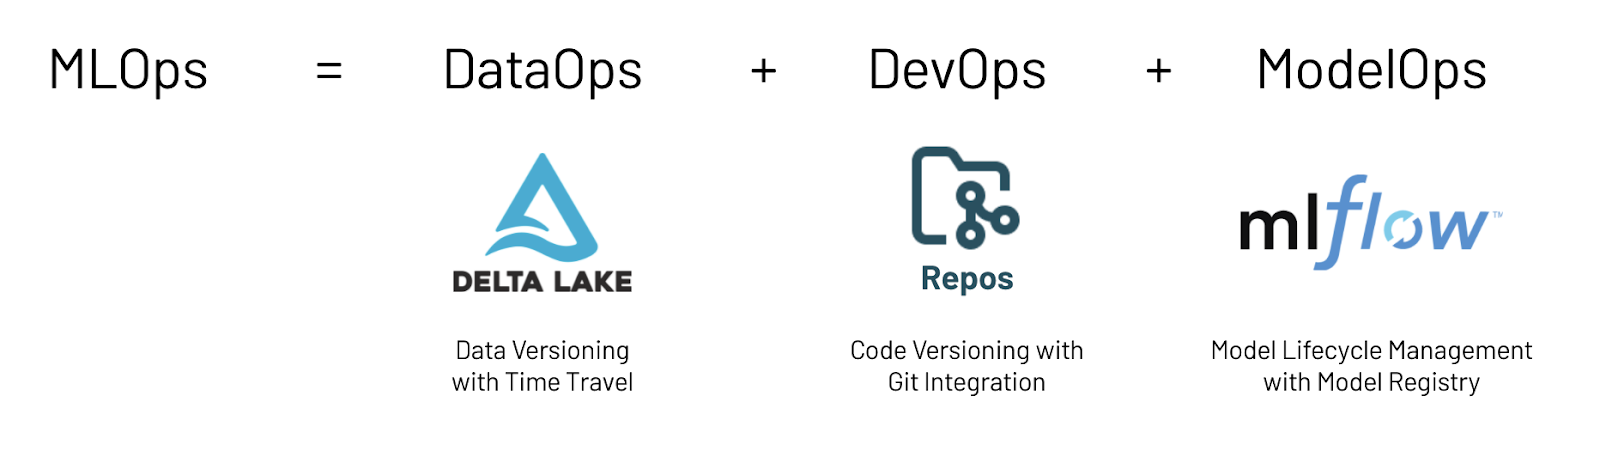 MLOps = DataOps + DevOps + ModelOps
DELTA LAKE
Repos
mlflow™
Data Versioning
with Time Travel
Code Versioning with
Git Integration
Model Lifecycle Management
with Model Registry